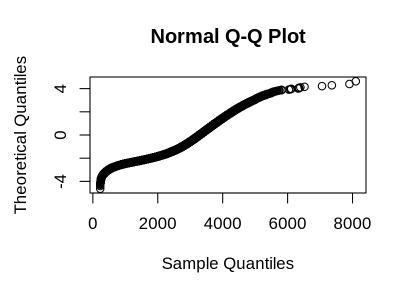 Normal Q-Q Plot
Theoretical Quantiles
4
0
-4
0 2000 4000 6000 8000
Sample Quantiles